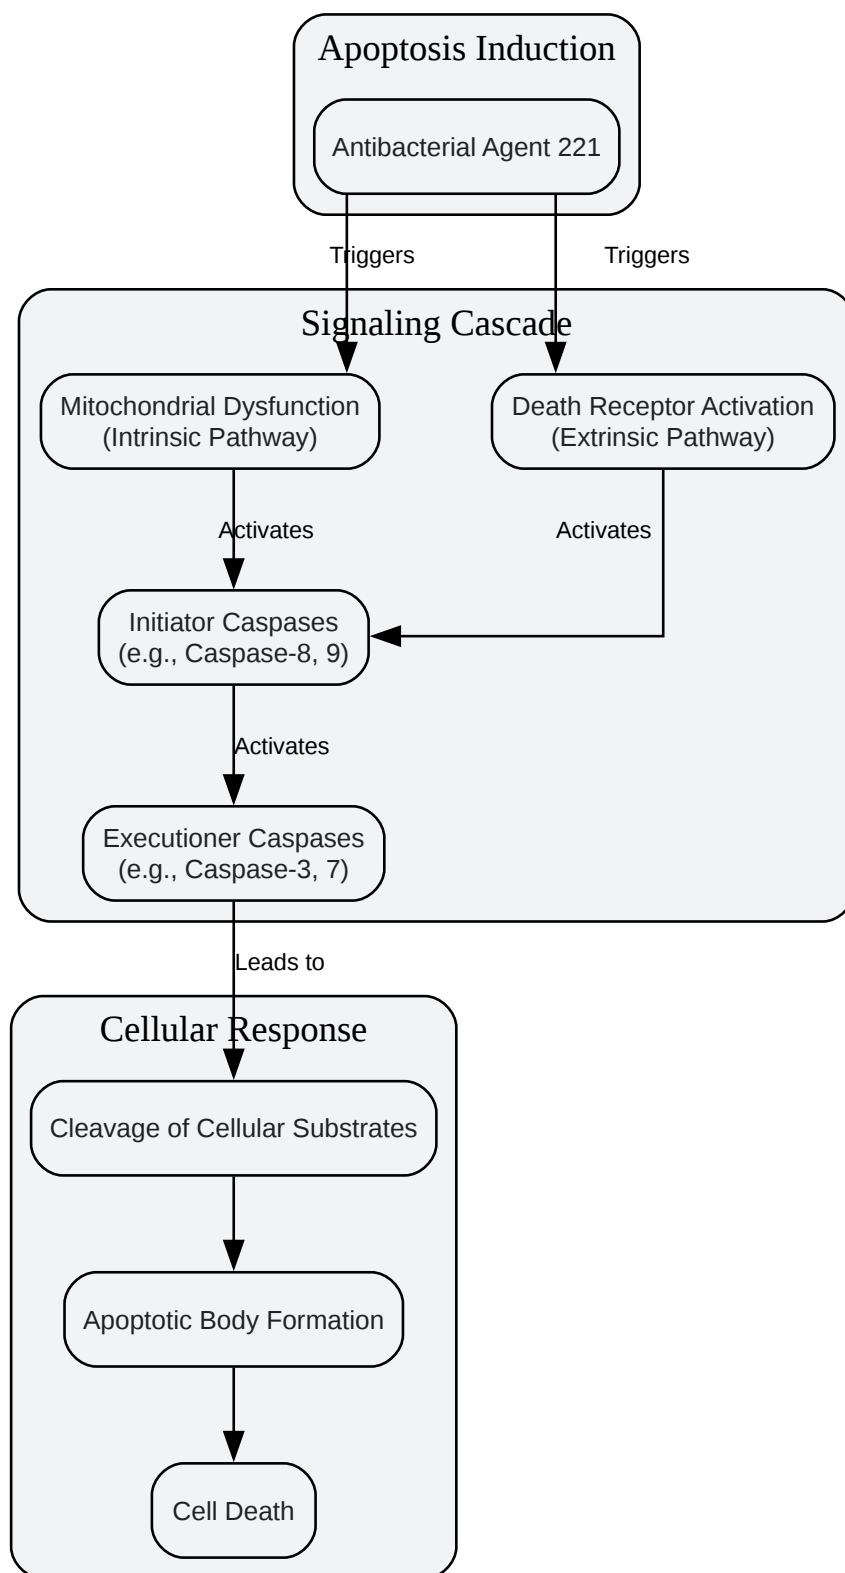 Apoptosis Induction
Antibacterial Agent 221
Triggers
Triggers
Signaling Cascade
Mitochondrial Dysfunction
(Intrinsic Pathway)
Death Receptor Activation
(Extrinsic Pathway)
Activates
Activates
Initiator Caspases
(e.g., Caspase-8, 9)
Activates
Executioner Caspases
(e.g., Caspase-3, 7)
Leads to
Cellular Response
Cleavage of Cellular Substrates
Apoptotic Body Formation
Cell Death